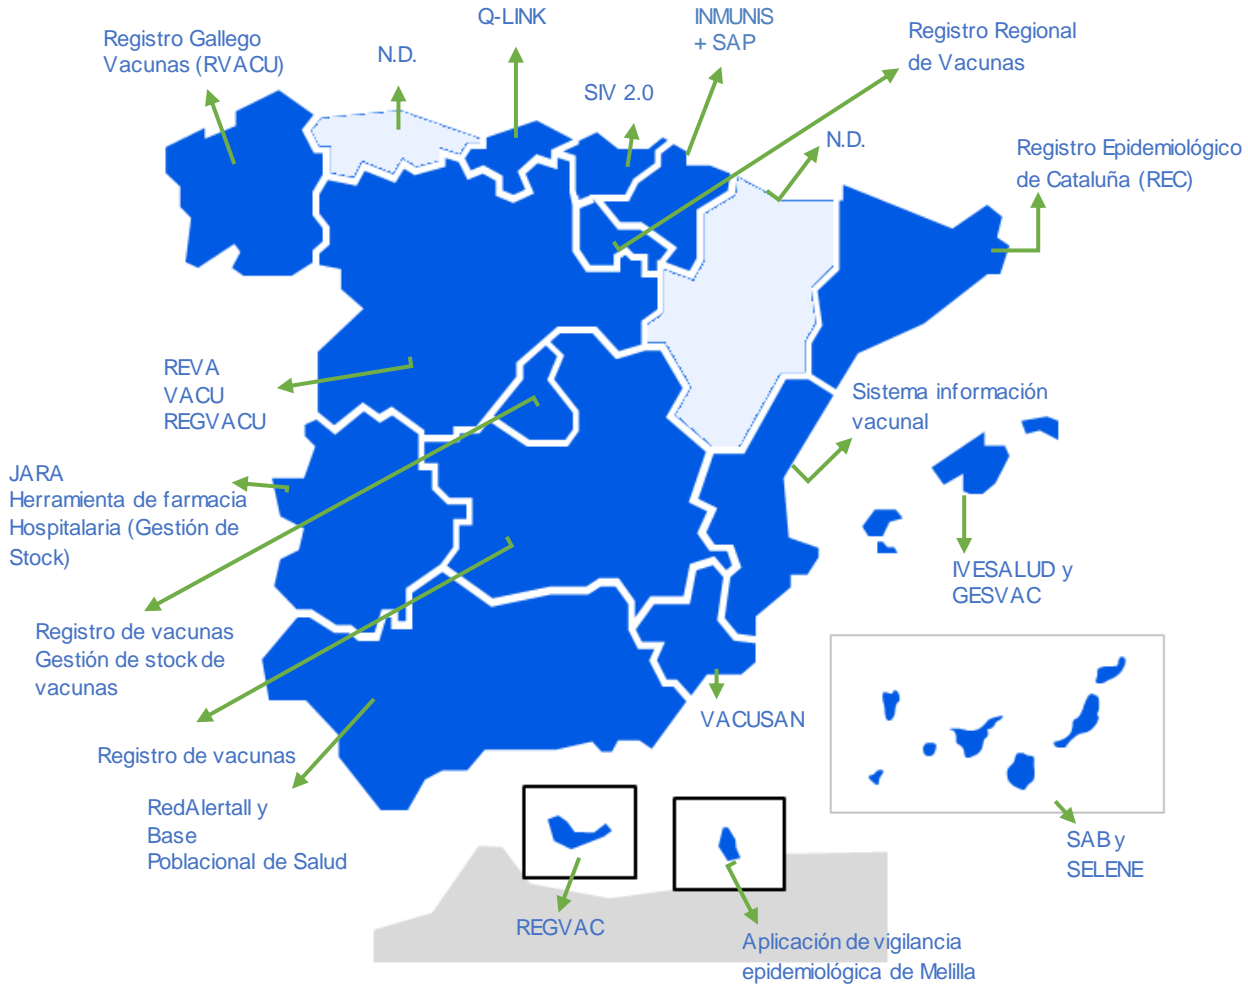 Q-LINK
INMUNIS
+ SAP
Registro Regional
de Vacunas
Registro Gallego
Vacunas (RVACU)
N.D.
SIV 2.0
N.D.
Registro Epidemiológico
de Cataluña (REC)
REVA
VACU
REGVACU
Sistema información
vacunal
JARA
Herramienta de farmacia
Hospitalaria (Gestión de
Stock)
IVESALUD y
GESVAC
Registro de vacunas
Gestión de stock de
vacunas
VACUSAN
Registro de vacunas
RedAlertall y
Base
Poblacional de Salud
SAB y
SELENE
REGVAC
Aplicación de vigilancia
epidemiológica de Melilla